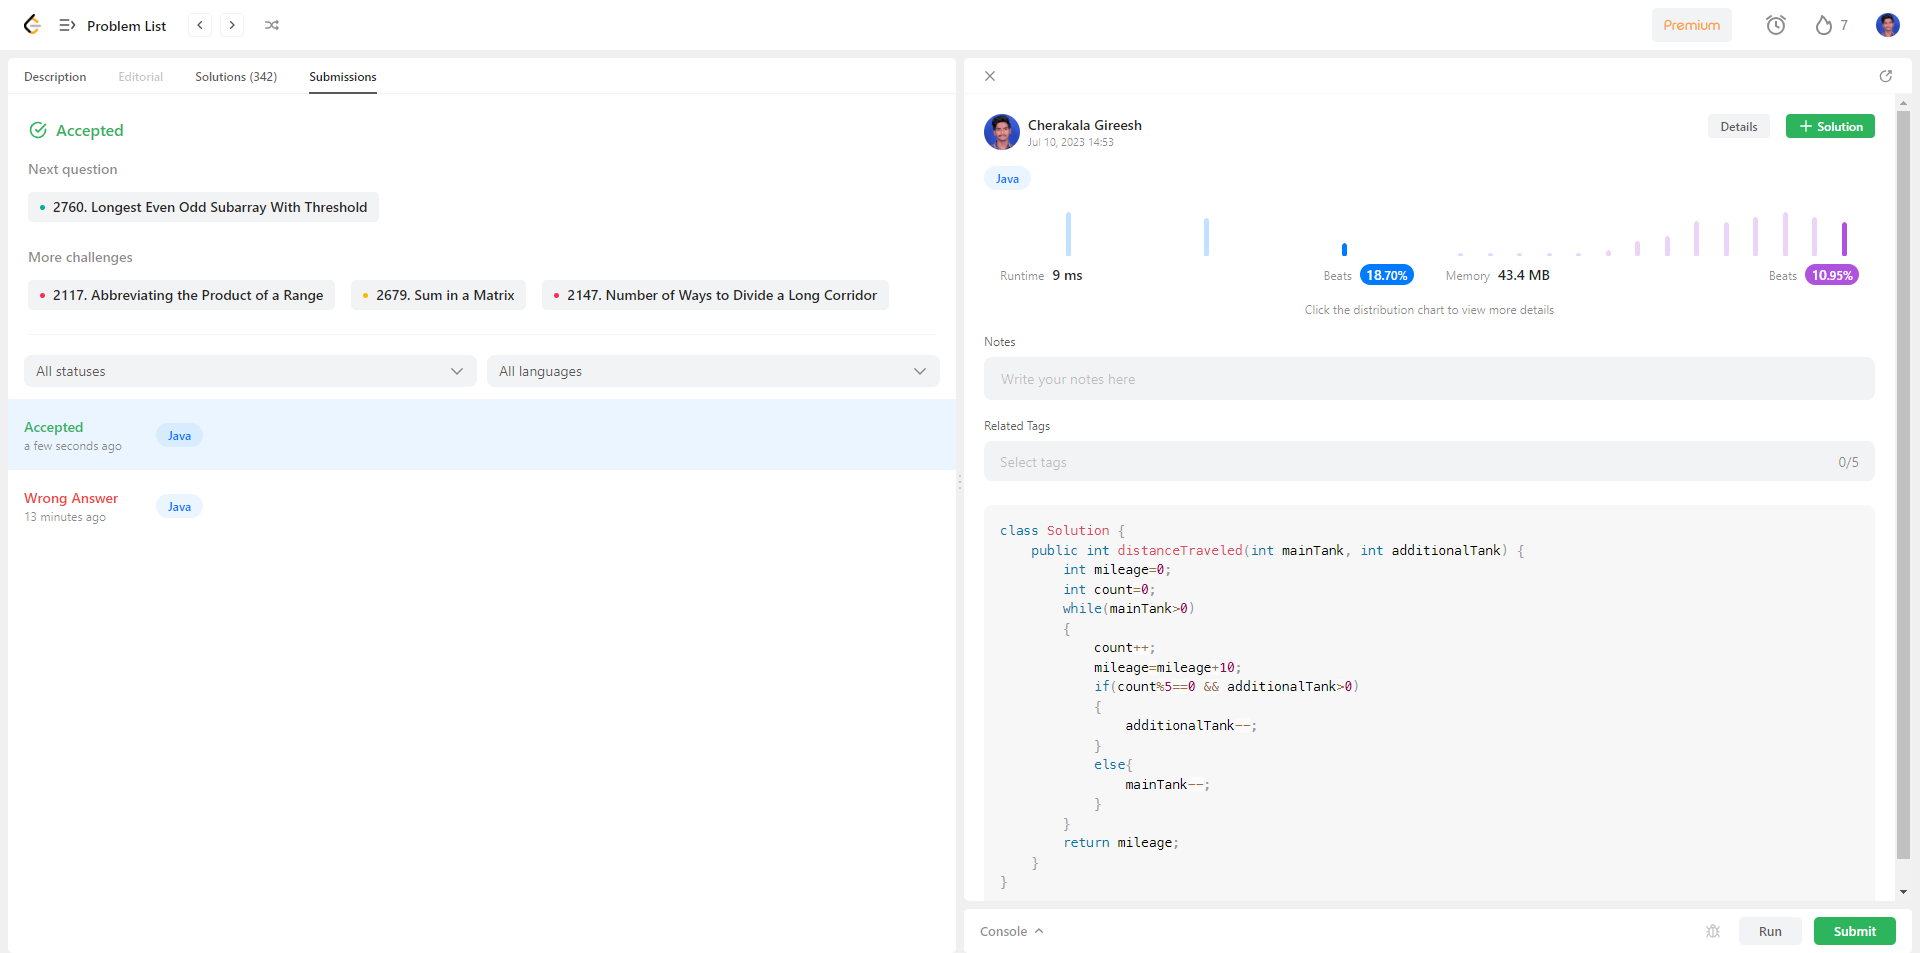 Problem List
Premium
7
Description
Editorial
Solutions (342)
Submissions
Accepted
Next question
2760. Longest Even Odd Subarray With Threshold
More challenges
2117. Abbreviating the Product of a Range
2679. Sum in a Matrix
2147. Number of Ways to Divide a Long Corridor
All statuses
All languages
Accepted
a few seconds ago
Java
Wrong Answer
13 minutes ago
Java
Cherakala Gireesh
Jul 10, 2023 14:53
Details
Solution
Java
Runtime 9 ms
Beats 18.70%
Memory 43.4 MB
Beats 10.95%
Click the distribution chart to view more details
Notes
Write your notes here
Related Tags
Select tags
0/5
class Solution {
    public int distanceTraveled(int mainTank, int additionalTank) {
        int mileage=0;
        int count=0;
        while(mainTank>0)
        {
            count++;
            mileage=mileage+10;
            if(count%5==0 && additionalTank>0)
            {
                additionalTank--;
            }
            else{
                mainTank--;
            }
        }
        return mileage;
    }
}
Console
Run
Submit